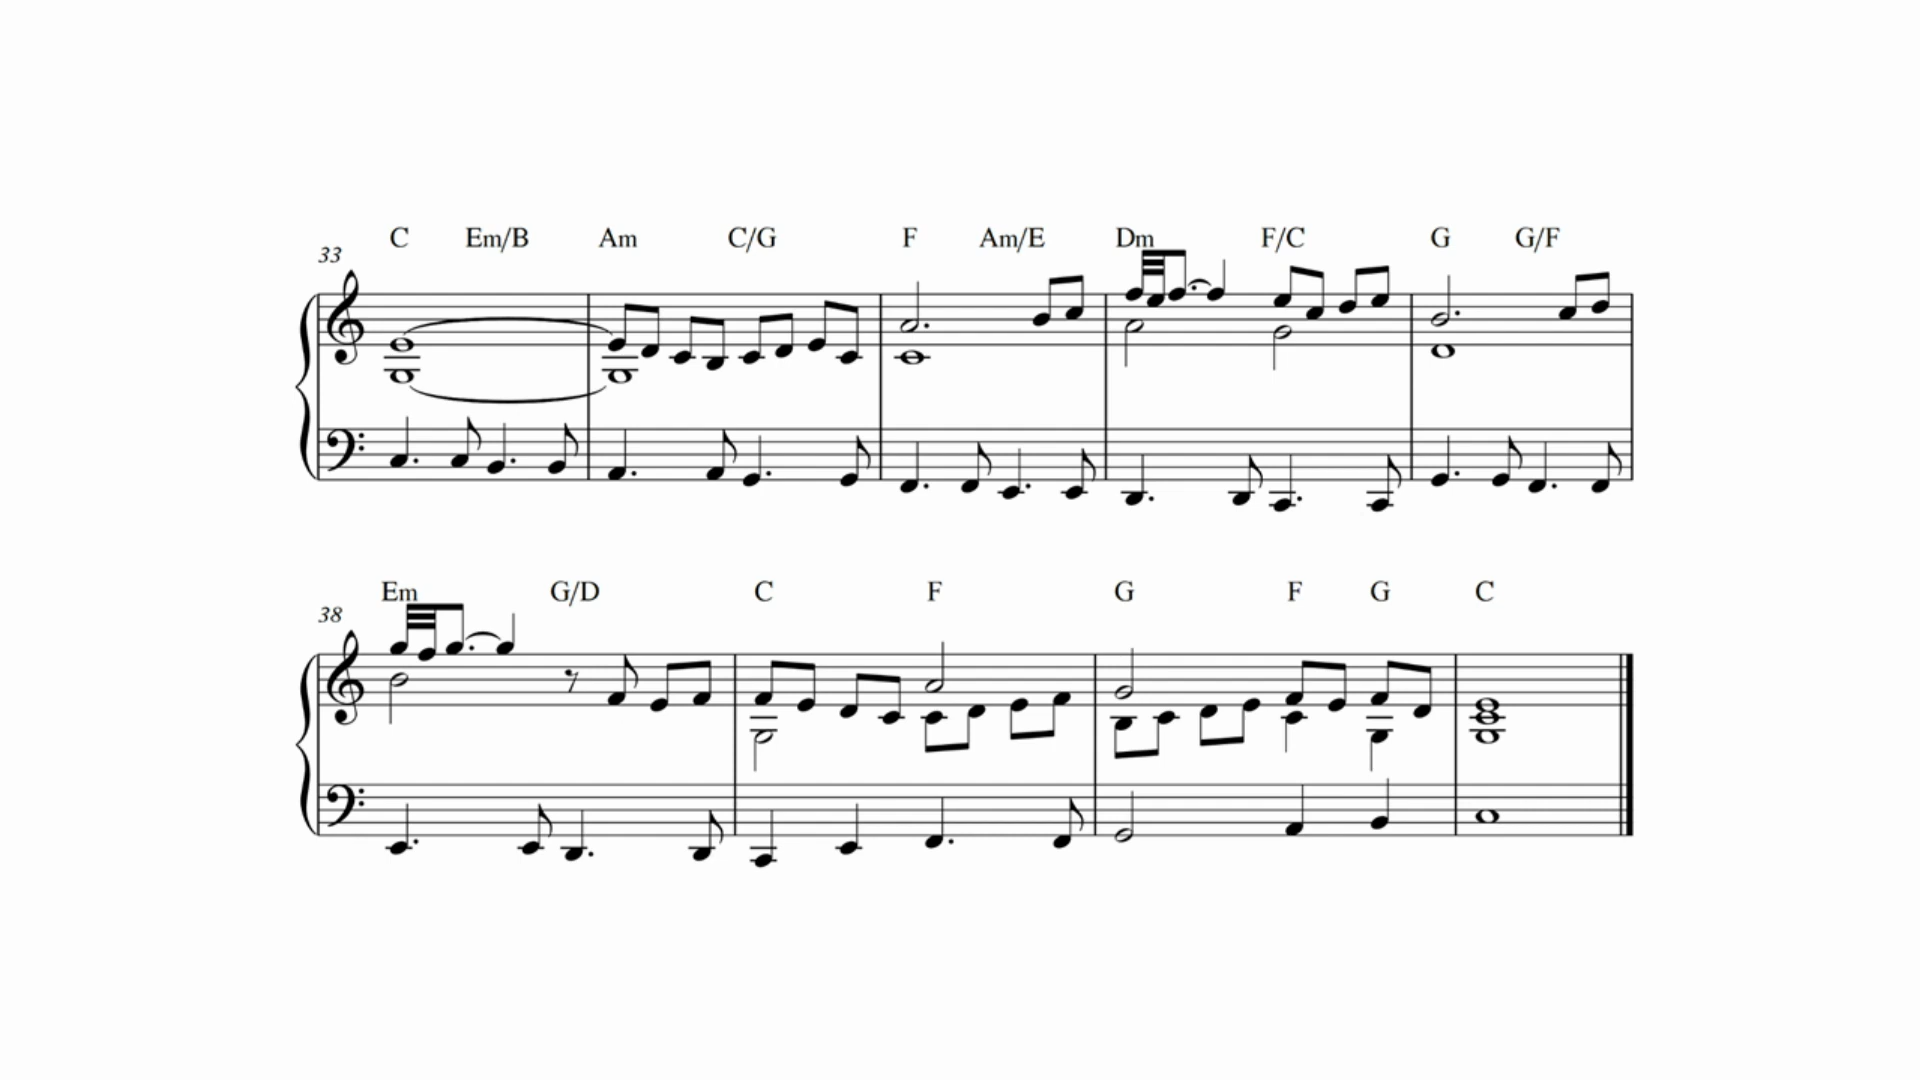 C Em/B Am C/G F Am/E Dm F/C G G/F
33
Em G/D C F G F G C
38